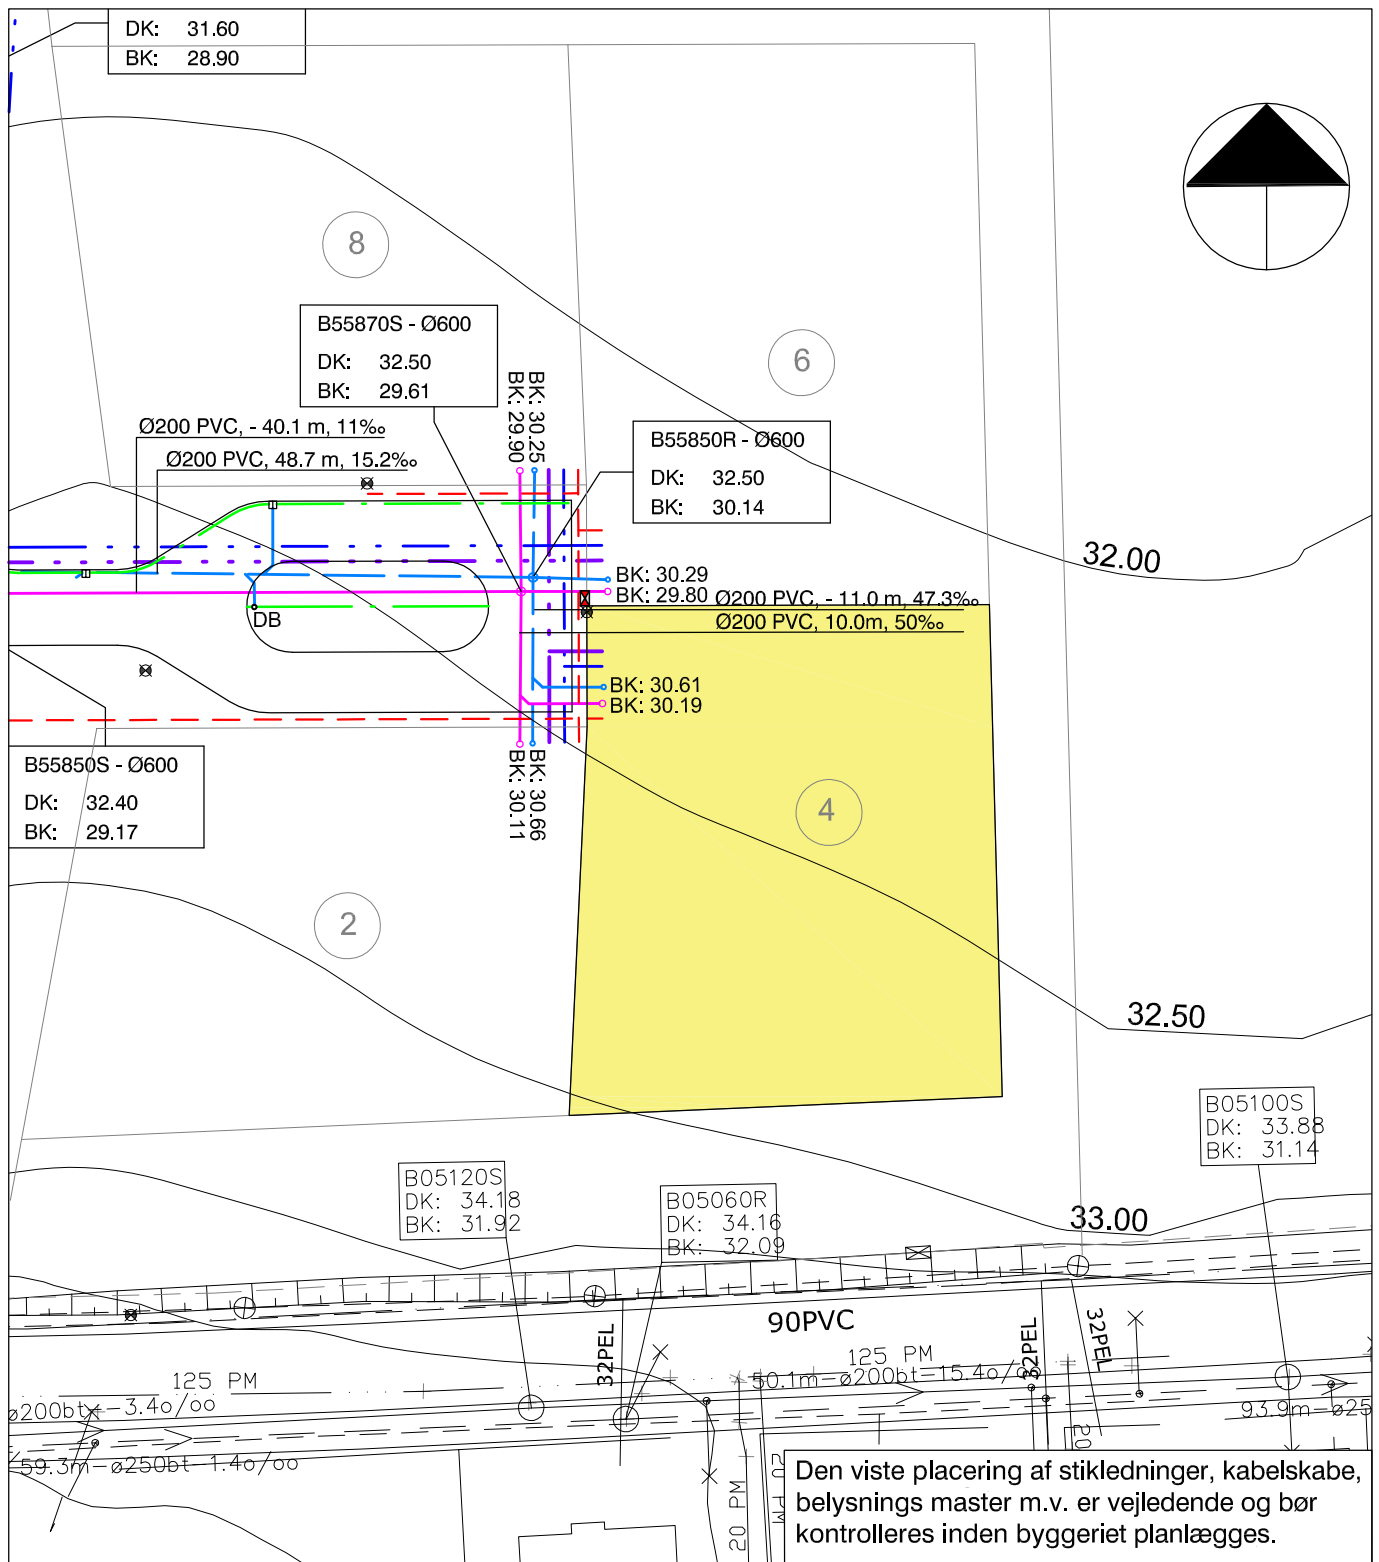 DK: 31.60
BK: 28.90
8
6
B55870S - Ø600
DK: 32.50
BK: 29.61
BK: 29.90
BK: 30.25
Ø200 PVC, - 40.1 m, 11‰
Ø200 PVC, 48.7 m, 15.2‰
B55850R - Ø600
DK: 32.50
BK: 30.14
32.00
BK: 30.29
BK: 29.80
Ø200 PVC, - 11.0 m, 47.3‰
Ø200 PVC, 10.0m, 50‰
DB
BK: 30.61
BK: 30.19
B55850S - Ø600
DK: 32.40
BK: 29.17
BK: 30.11
BK: 30.66
4
2
32.50
B05100S
DK: 33.88
BK: 31.14
B05120S
DK: 34.18
BK: 31.92
B05060R
DK: 34.16
BK: 32.09
33.00
90PVC
32PEL
32PEL
32PEL
125 PM
125 PM
50.1m-ø200bt-15.4o/oo
ø200bt--3.4o/oo
93.9m-ø25
59.3m-ø250bt-1.4o/oo
20 PM
20 PM
20
Den viste placering af stikledninger, kabelskabe,
belysnings master m.v. er vejledende og bør
kontrolleres inden byggeriet planlægges.